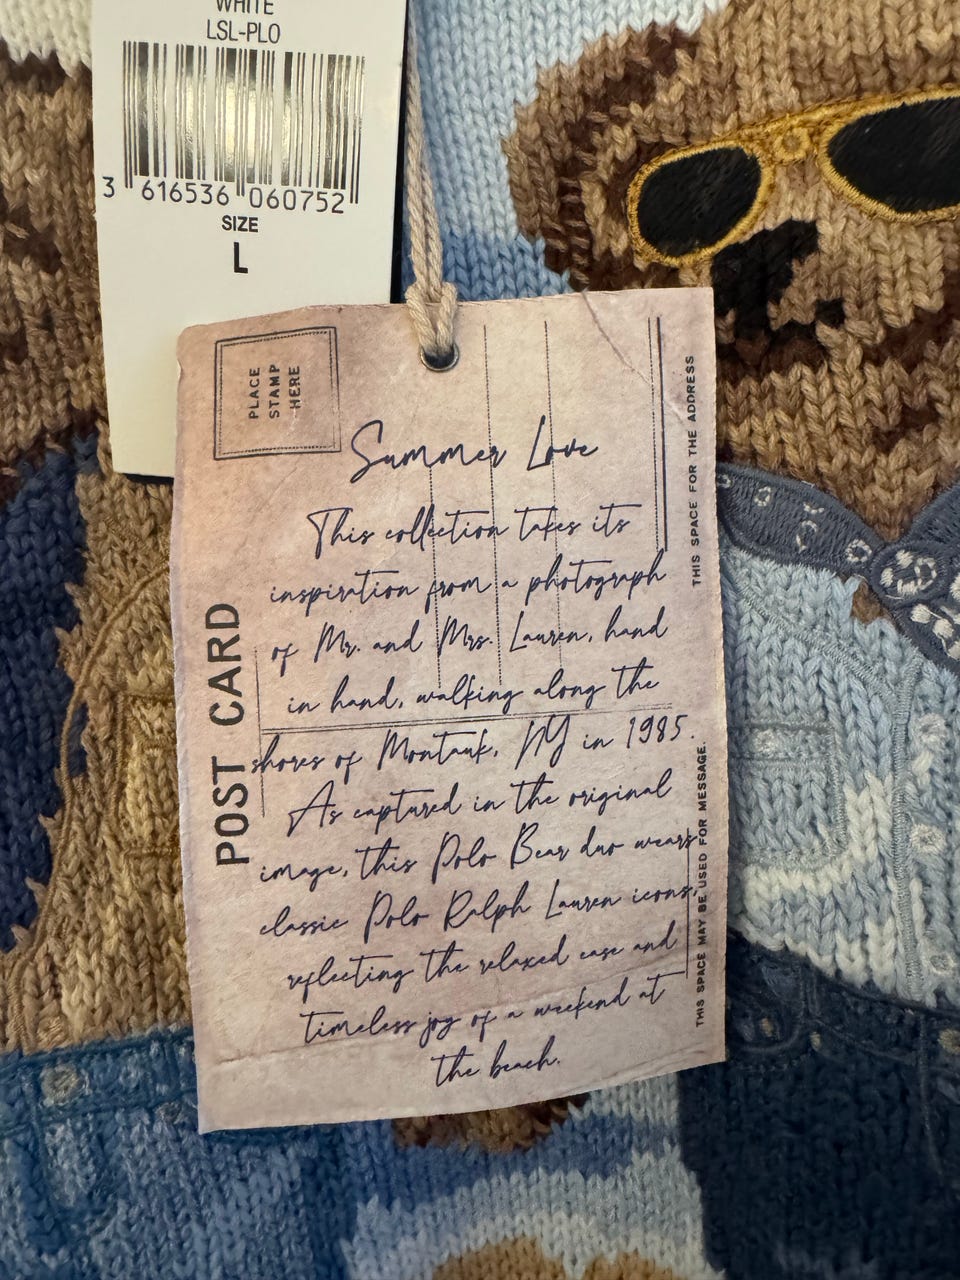 WHITE
LSL-PLO
3 616536 060752
SIZE
L
PLACE
STAMP
HERE
POST CARD
Summer Love
This collection takes its
inspiration from a photograph
of Mr. and Mrs. Lauren, hand
in hand, walking along the
shores of Montauk, NY in 1985.
As captured in the original
image, this Polo Bear duo wears
classic Polo Ralph Lauren icons,
reflecting the relaxed ease and
timeless joy of a weekend at
the beach.
THIS SPACE FOR THE ADDRESS
THIS SPACE MAY BE USED FOR MESSAGE.